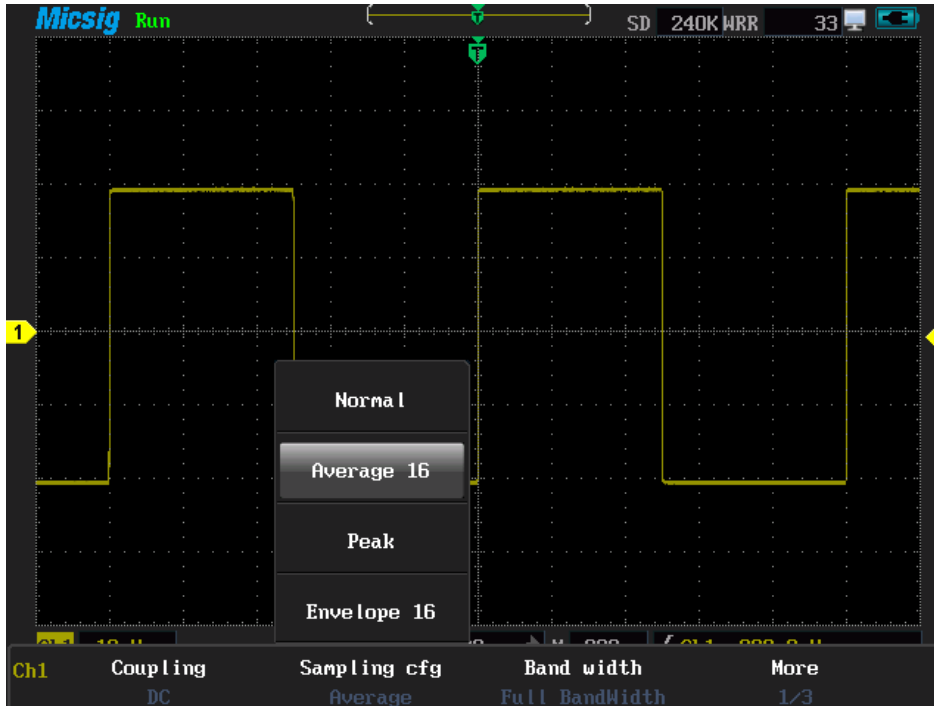 Micsig Run SD 240K WRR 33
T
T
1
Normal
Average 16
Peak
Envelope 16
Ch1 Coupling Sampling cfg Band width More
DC Average Full BandWidth 1/3